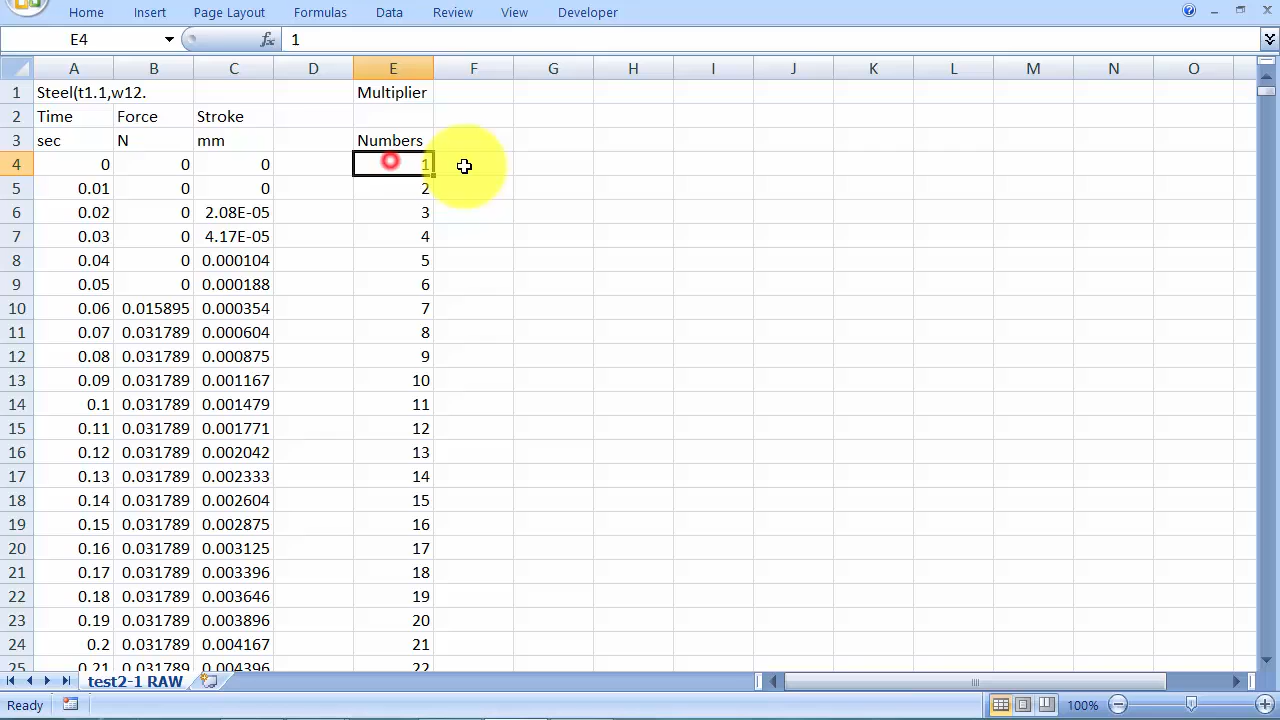 Home Insert Page Layout Formulas Data Review View Developer
E4 fx 1
A B C D E F G H I J K L M N O
1 Steel(t1.1,w12. Multiplier
2 Time Force Stroke
3 sec N mm Numbers
4 0 0 0 1
5 0.01 0 0 2
6 0.02 0 2.08E-05 3
7 0.03 0 4.17E-05 4
8 0.04 0 0.000104 5
9 0.05 0 0.000188 6
10 0.06 0.015895 0.000354 7
11 0.07 0.031789 0.000604 8
12 0.08 0.031789 0.000875 9
13 0.09 0.031789 0.001167 10
14 0.1 0.031789 0.001479 11
15 0.11 0.031789 0.001771 12
16 0.12 0.031789 0.002042 13
17 0.13 0.031789 0.002333 14
18 0.14 0.031789 0.002604 15
19 0.15 0.031789 0.002875 16
20 0.16 0.031789 0.003125 17
21 0.17 0.031789 0.003396 18
22 0.18 0.031789 0.003646 19
23 0.19 0.031789 0.003896 20
24 0.2 0.031789 0.004167 21
25 0.21 0.031789 0.004396 22
test2-1 RAW
Ready 100%